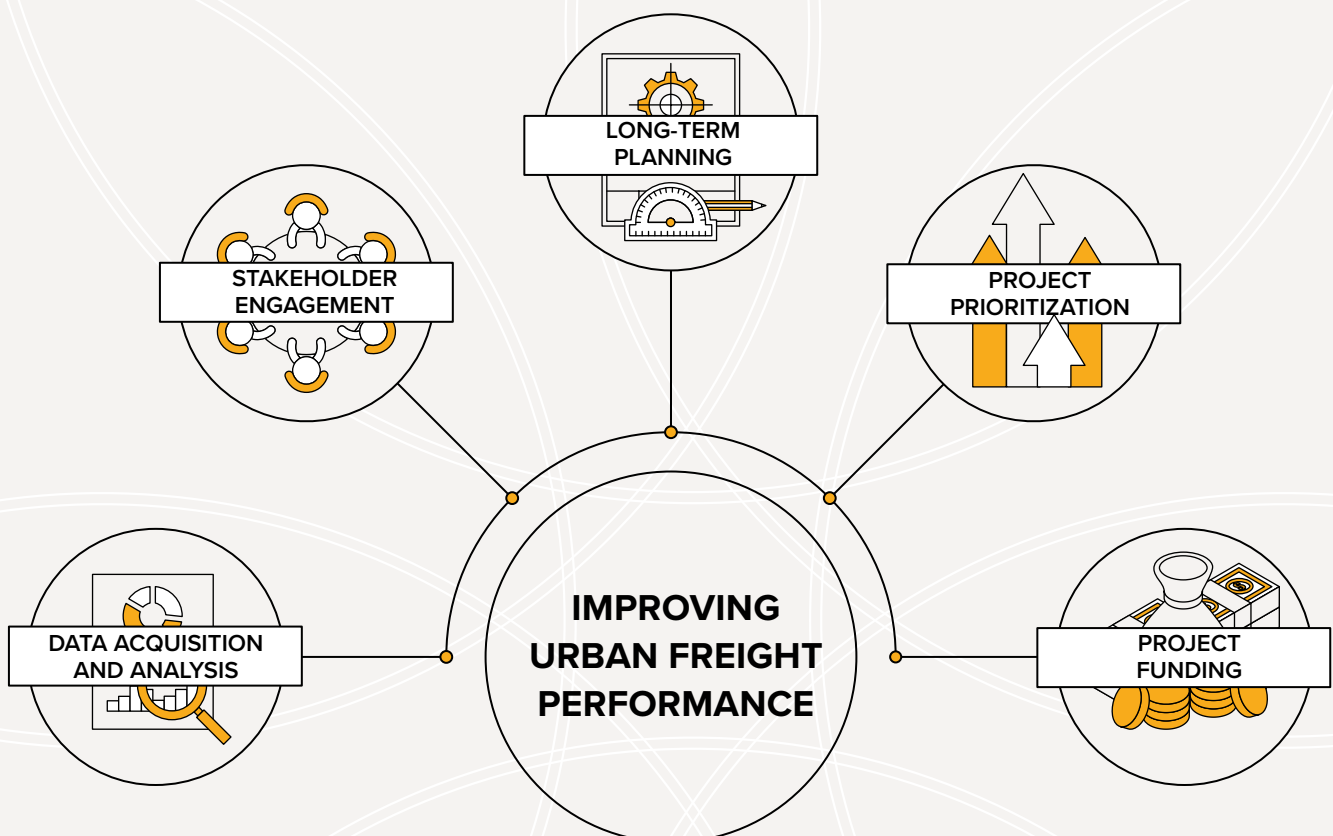 LONG-TERM
PLANNING
STAKEHOLDER
ENGAGEMENT
PROJECT
PRIORITIZATION
DATA ACQUISITION
AND ANALYSIS
IMPROVING
URBAN FREIGHT
PERFORMANCE
PROJECT
FUNDING